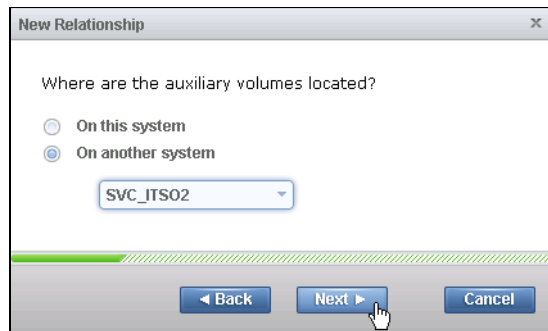 New Relationship
Where are the auxiliary volumes located?
On this system
On another system
SVC_ITSO2
Back
Next
Cancel